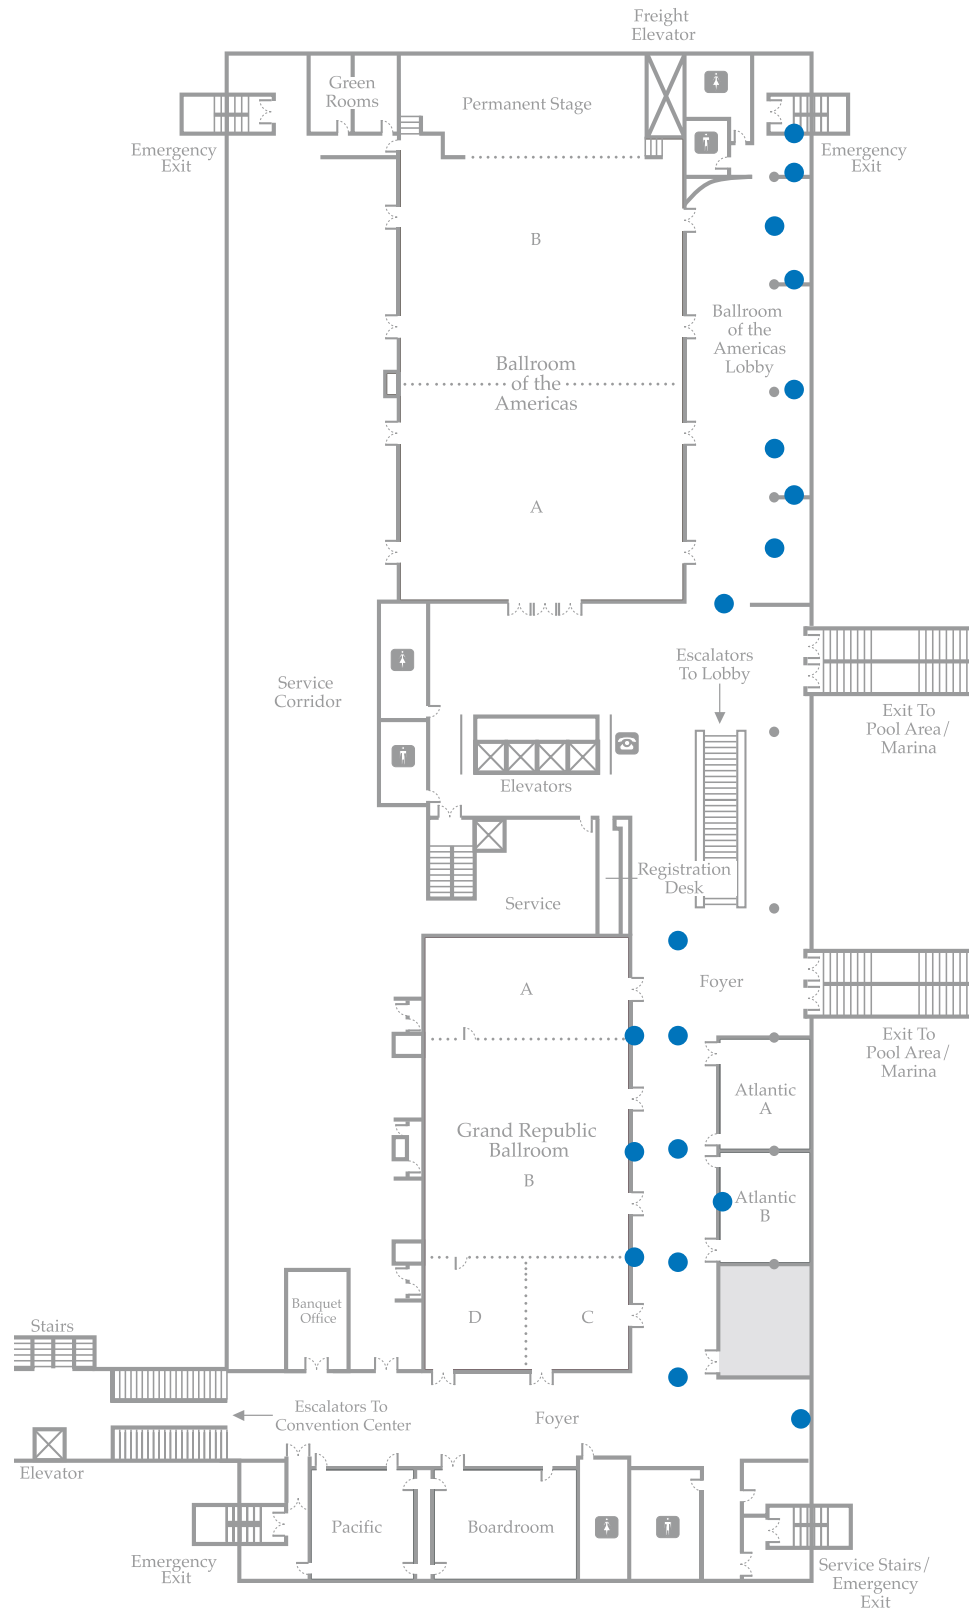 Freight
Elevator
Green
Rooms
Permanent Stage
Emergency
Exit
Emergency
Exit
B
Ballroom
of the
Americas
Lobby
Ballroom
of the
Americas
A
Escalators
To Lobby
Service
Corridor
Exit To
Pool Area/
Marina
Elevators
Registration
Desk
Service
Foyer
A
Exit To
Pool Area/
Marina
Atlantic
A
Grand Republic
Ballroom
B
Atlantic
B
Banquet
Office
D
C
Stairs
Escalators To
Convention Center
Foyer
Elevator
Pacific
Boardroom
Emergency
Exit
Service Stairs/
Emergency
Exit